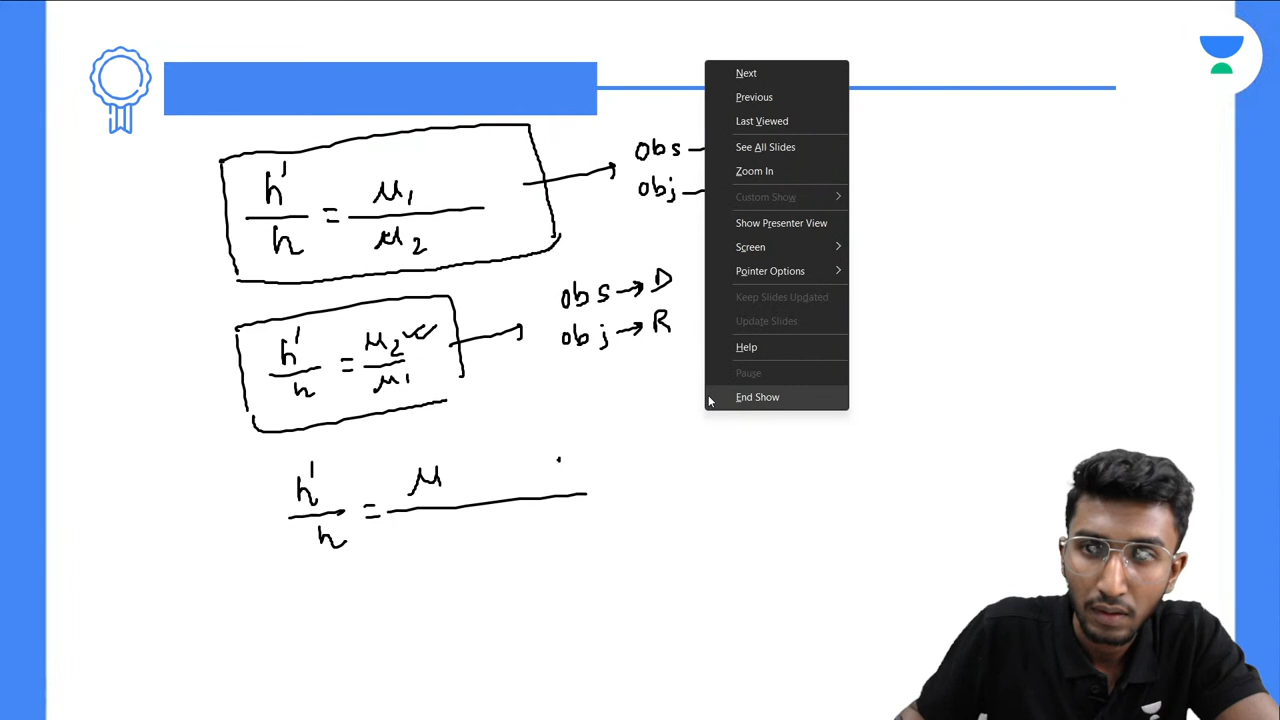 h' / h = μ₁ / μ₂
obs
obj
h' / h = μ₂ / μ₁
obs → D
obj → R
h' / h = μ
Next
Previous
Last Viewed
See All Slides
Zoom In
Custom Show
Show Presenter View
Screen
Pointer Options
Keep Slides Updated
Update Slides
Help
Pause
End Show